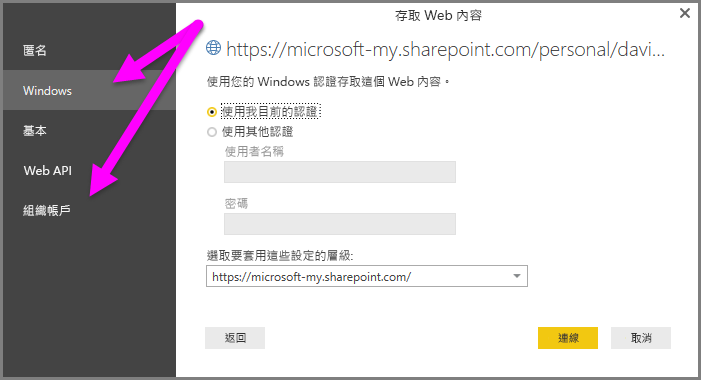 存取 Web 內容
匿名
Windows
基本
Web API
組織帳戶
https://microsoft-my.sharepoint.com/personal/davi...
使用您的 Windows 認證存取這個 Web 內容。
使用我目前的認證
使用其他認證
使用者名稱
密碼
選取要套用這些設定的層級:
https://microsoft-my.sharepoint.com/
返回
連線
取消